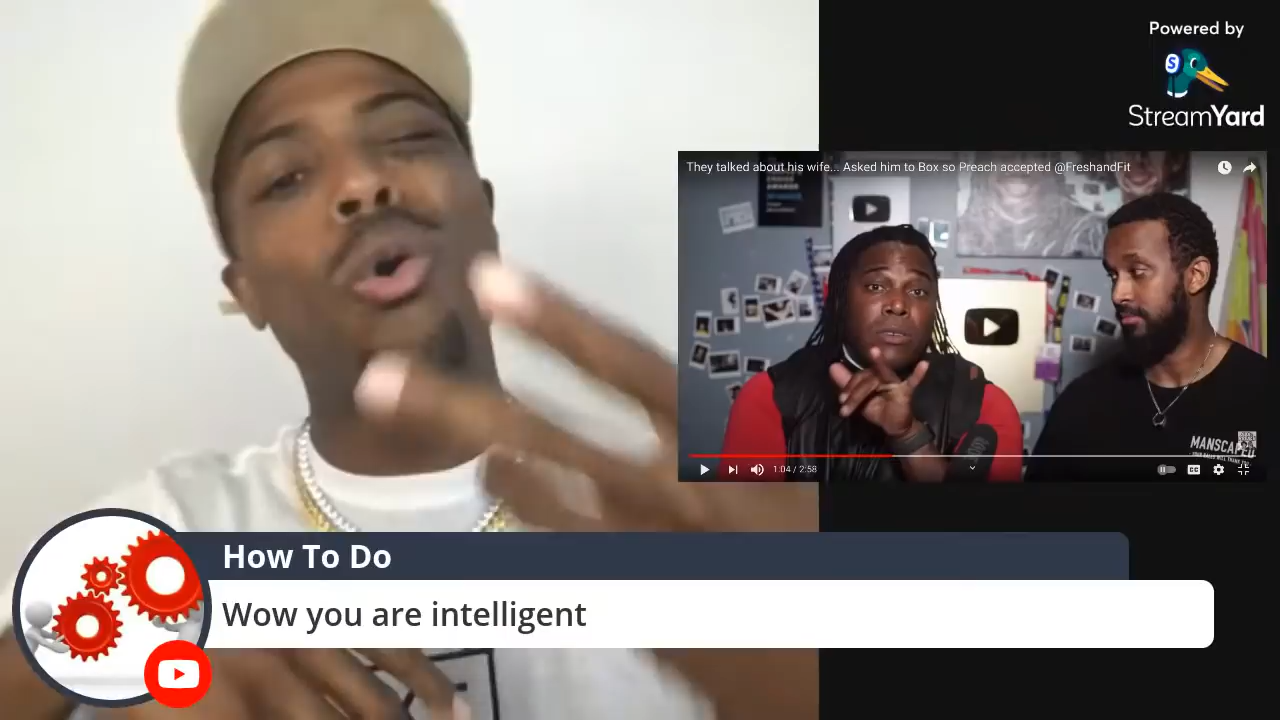 Powered by
StreamYard
They talked about his wife... Asked him to Box so Preach accepted @FreshandFit
MANSCAPED
1:04 / 2:58
CC
How To Do
Wow you are intelligent